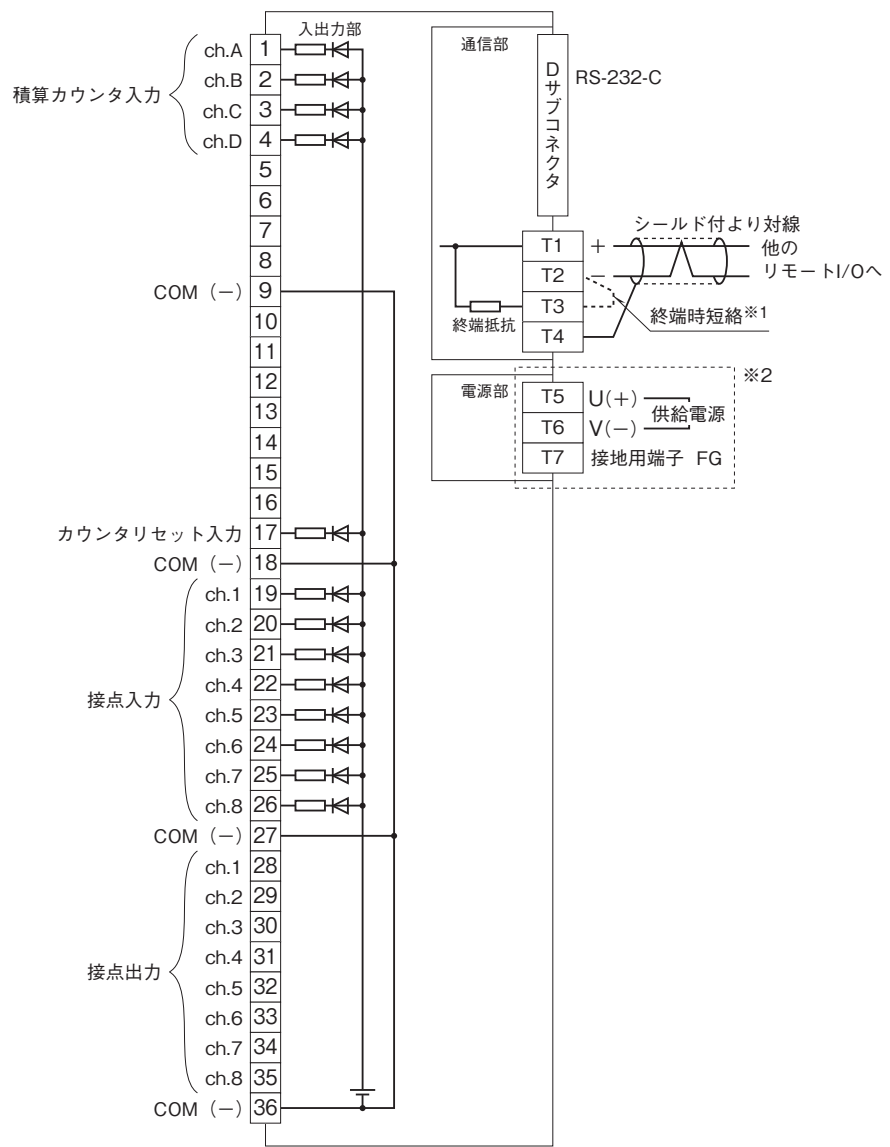 入出力部
積算カウンタ入力
ch.A 1
ch.B 2
ch.C 3
ch.D 4
5
6
7
8
COM（−） 9
10
11
12
13
14
15
16
カウンタリセット入力 17
COM（−） 18
接点入力
ch.1 19
ch.2 20
ch.3 21
ch.4 22
ch.5 23
ch.6 24
ch.7 25
ch.8 26
COM（−） 27
接点出力
ch.1 28
ch.2 29
ch.3 30
ch.4 31
ch.5 32
ch.6 33
ch.7 34
ch.8 35
COM（−） 36
通信部
Dサブコネクタ
RS-232-C
シールド付より対線
T1 +
他の
リモートI/Oへ
T2 −
T3
終端抵抗
終端時短絡※1
T4
※2
電源部
T5 U(+)
供給電源
T6 V(−)
T7 接地用端子 FG